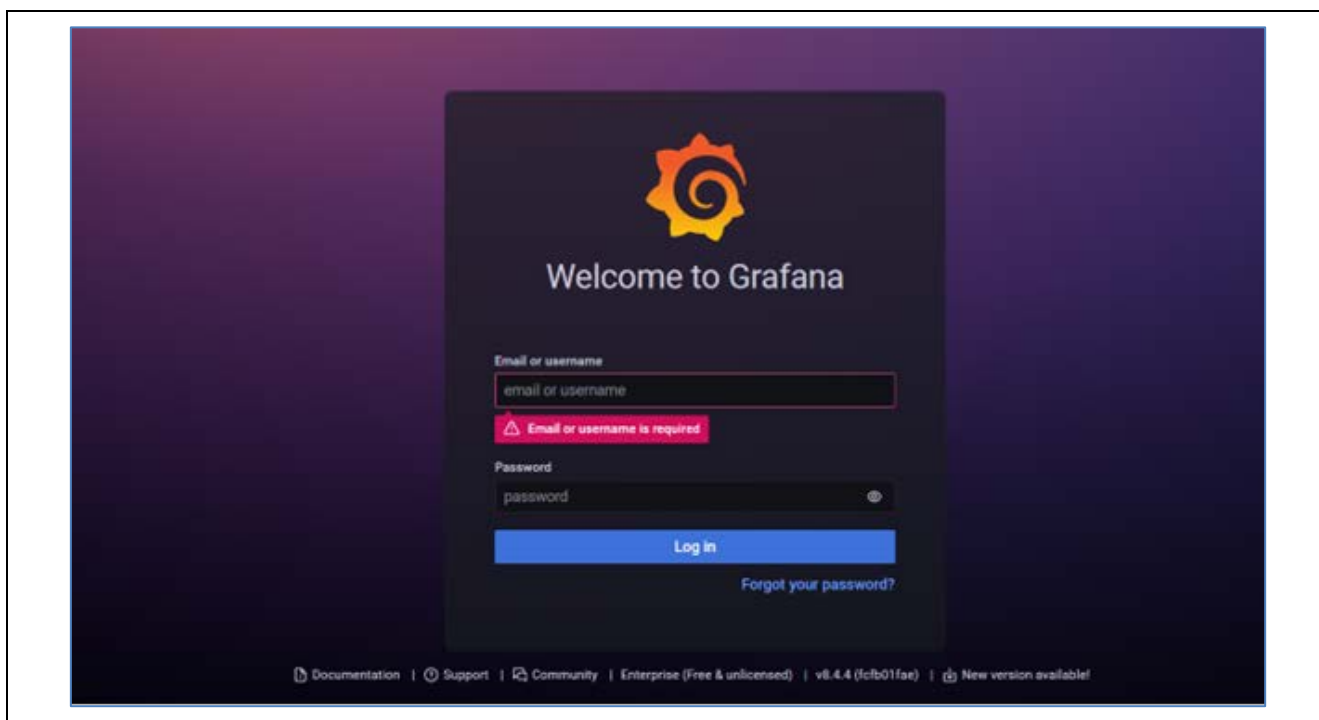 Welcome to Grafana
Email or username
email or username
Email or username is required
Password
password
Log in
Forgot your password?
Documentation | Support | Community | Enterprise (Free & unlicensed) | v8.4.4 (fcfb01fae) | New version available!